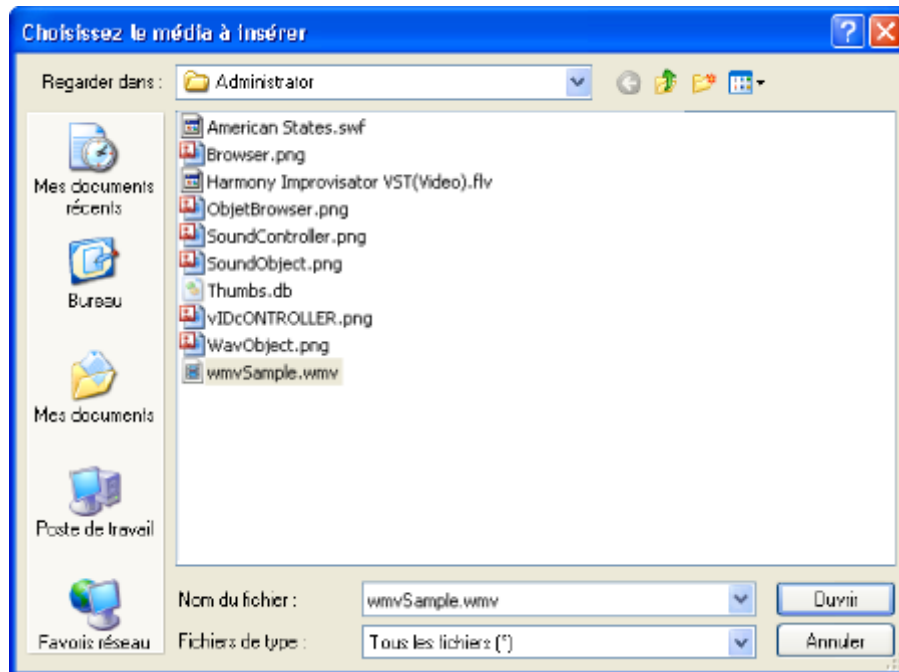 Choisissez le média à insérer
Regarder dans :
Administrator
Mes documents
récents
Bureau
Mes documents
Poste de travail
Favoris réseau
American States.swf
Browser.png
Harmony Improvisator VST(Video).flv
ObjetBrowser.png
SoundController.png
SoundObject.png
Thumbs.db
vIDcONTROLLER.png
WavObject.png
wmvSample.wmv
Nom du fichier :
wmvSample.wmv
Ouvrir
Fichiers de type :
Tous les fichiers (*)
Annuler